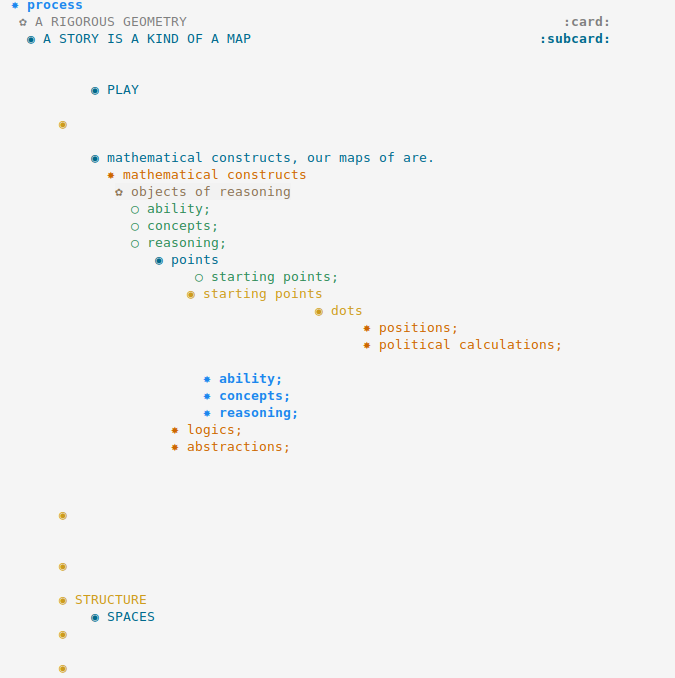 process
A RIGOROUS GEOMETRY :card:
A STORY IS A KIND OF A MAP :subcard:
PLAY
mathematical constructs, our maps of are.
mathematical constructs
objects of reasoning
ability;
concepts;
reasoning;
points
starting points;
starting points
dots
positions;
political calculations;
ability;
concepts;
reasoning;
logics;
abstractions;
STRUCTURE
SPACES